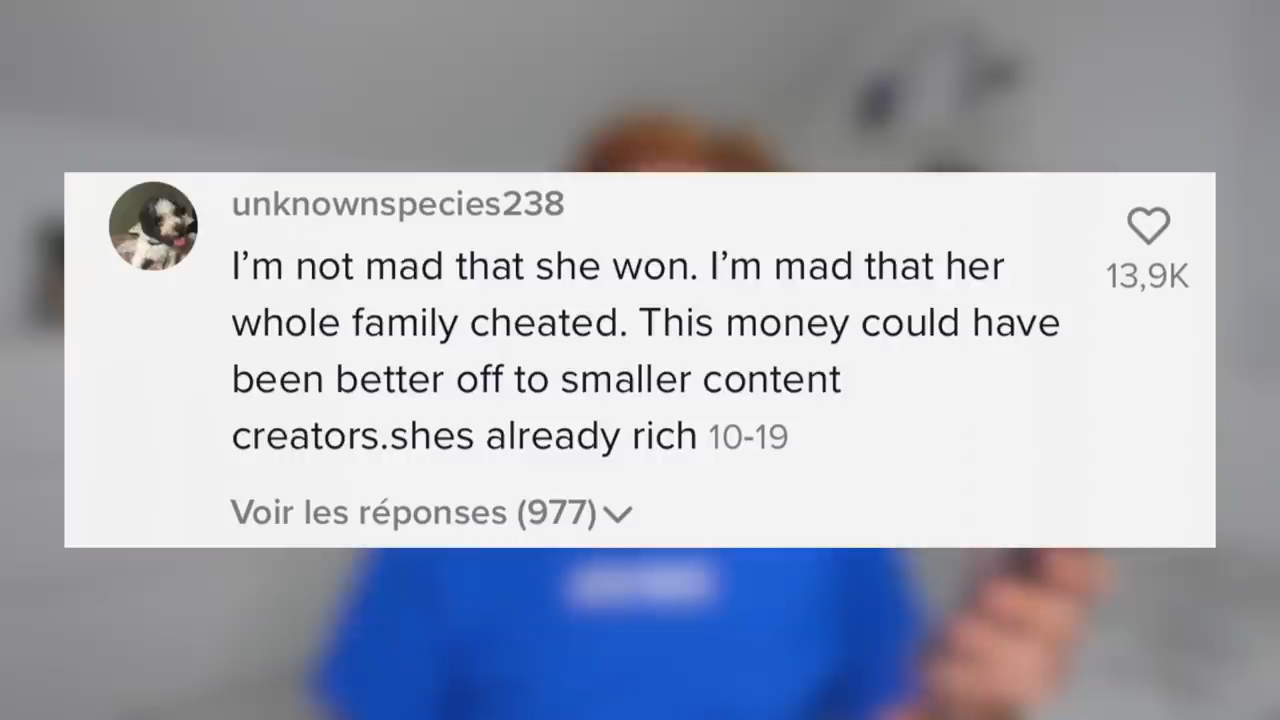 unknownspecies238
I'm not mad that she won. I'm mad that her
whole family cheated. This money could have
been better off to smaller content
creators.shes already rich 10-19
13,9K
Voir les réponses (977)